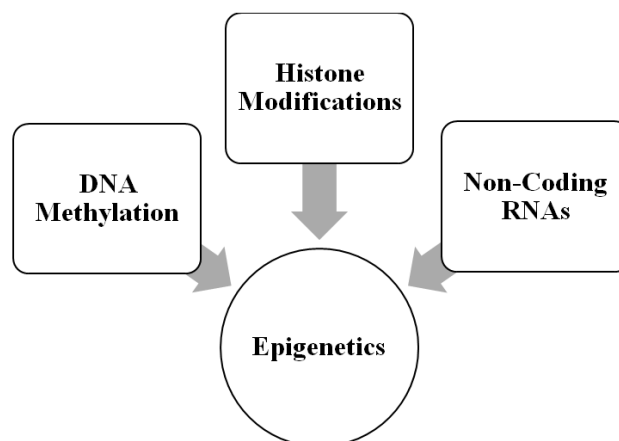 Histone
Modifications
DNA
Methylation
Non-Coding
RNAs
Epigenetics